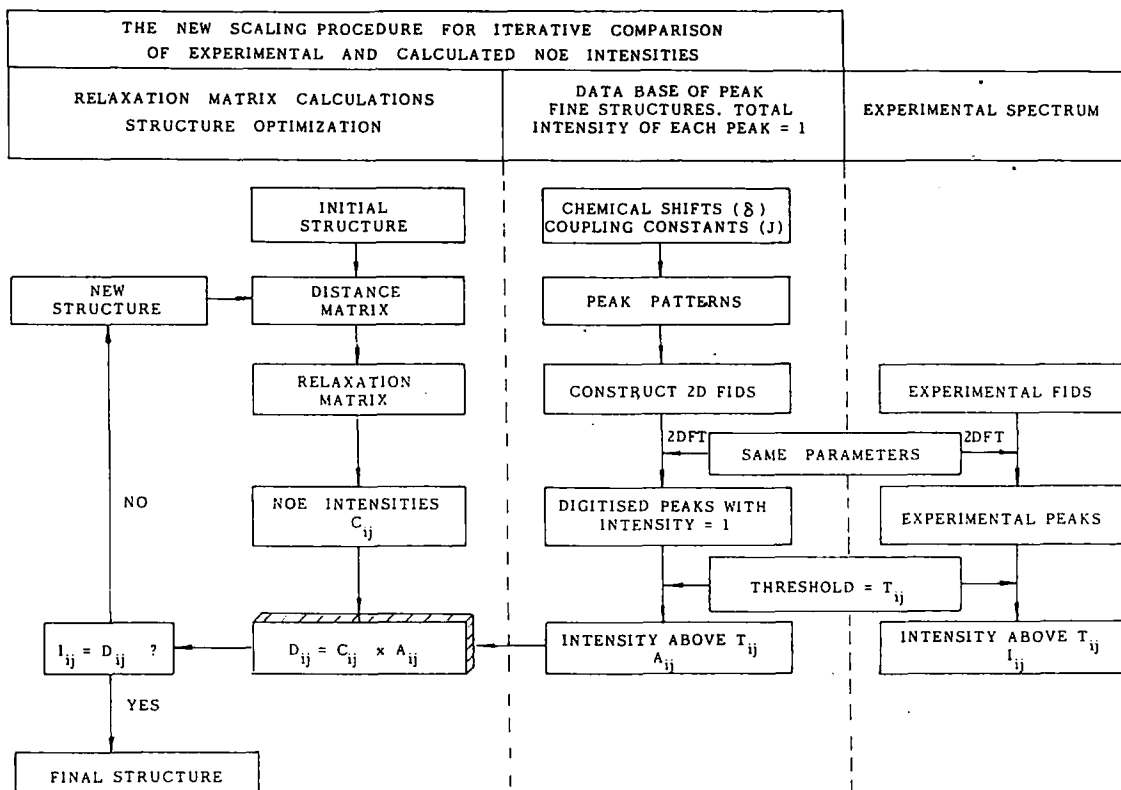 THE NEW SCALING PROCEDURE FOR ITERATIVE COMPARISON
OF EXPERIMENTAL AND CALCULATED NOE INTENSITIES
RELAXATION MATRIX CALCULATIONS
STRUCTURE OPTIMIZATION
DATA BASE OF PEAK
FINE STRUCTURES. TOTAL
INTENSITY OF EACH PEAK = 1
EXPERIMENTAL SPECTRUM
INITIAL
STRUCTURE
CHEMICAL SHIFTS (δ)
COUPLING CONSTANTS (J)
NEW
STRUCTURE
DISTANCE
MATRIX
PEAK PATTERNS
RELAXATION
MATRIX
CONSTRUCT 2D FIDS
EXPERIMENTAL FIDS
2DFT
2DFT
SAME PARAMETERS
NO
NOE INTENSITIES
C_ij
DIGITISED PEAKS WITH
INTENSITY = 1
EXPERIMENTAL PEAKS
THRESHOLD = T_ij
I_ij = D_ij ?
D_ij = C_ij x A_ij
INTENSITY ABOVE T_ij
A_ij
INTENSITY ABOVE T_ij
I_ij
YES
FINAL STRUCTURE